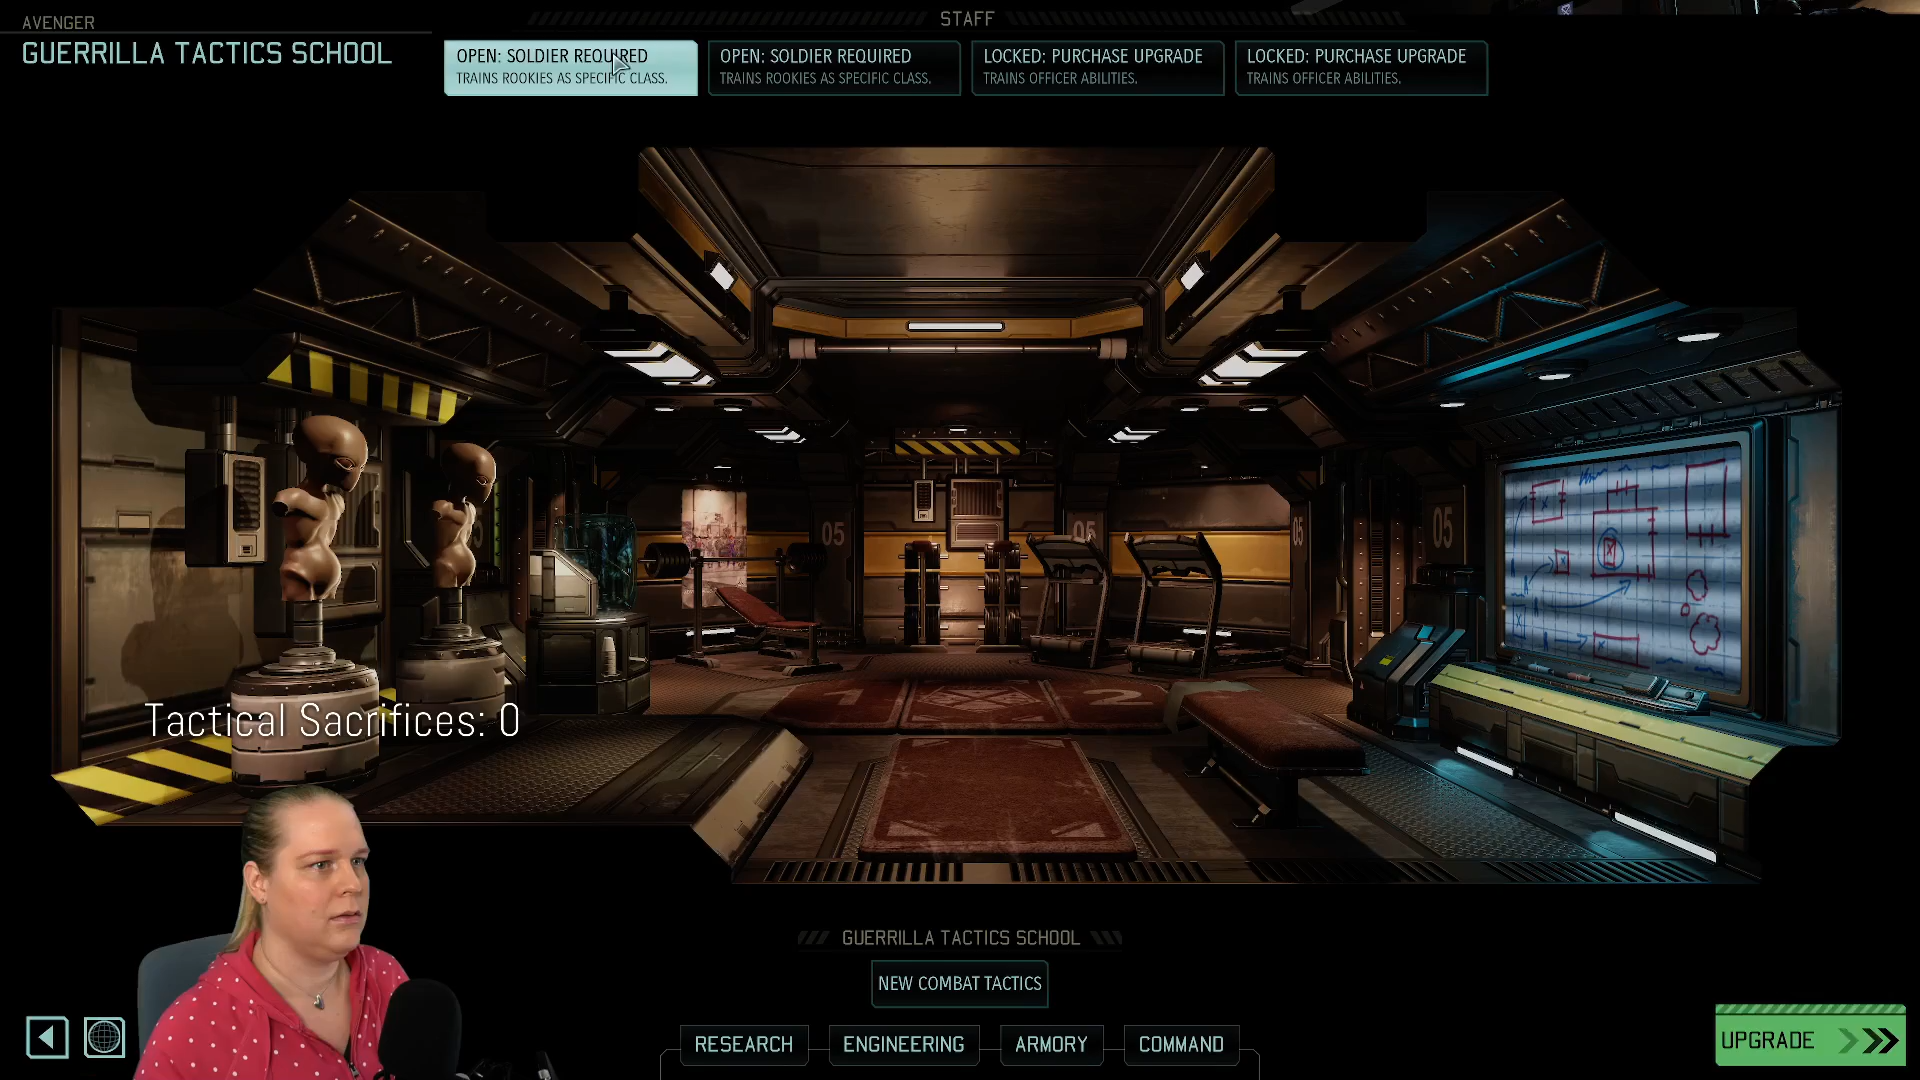 AVENGER
GUERRILLA TACTICS SCHOOL
STAFF
OPEN: SOLDIER REQUIRED
TRAINS ROOKIES AS SPECIFIC CLASS.
OPEN: SOLDIER REQUIRED
TRAINS ROOKIES AS SPECIFIC CLASS.
LOCKED: PURCHASE UPGRADE
TRAINS OFFICER ABILITIES.
LOCKED: PURCHASE UPGRADE
TRAINS OFFICER ABILITIES.
05
05
05
05
1
2
Tactical Sacrifices: 0
GUERRILLA TACTICS SCHOOL
NEW COMBAT TACTICS
RESEARCH
ENGINEERING
ARMORY
COMMAND
UPGRADE